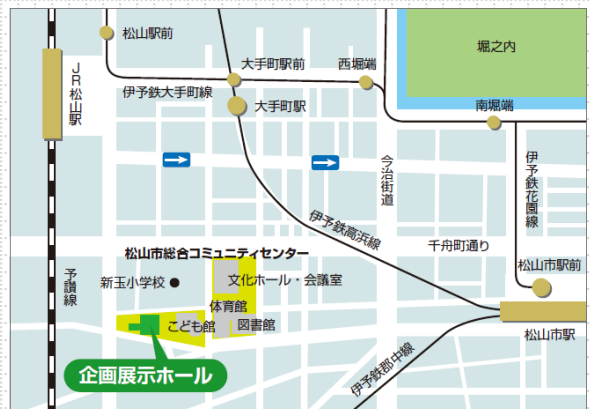 松山駅前
堀之内
大手町駅前
西堀端
JR松山駅
伊予鉄大手町線
大手町駅
南堀端
今治街道
伊予鉄花園線
伊予鉄高浜線
千舟町通り
松山市総合コミュニティセンター
松山市駅前
予讃線
新玉小学校
文化ホール・会議室
体育館
こども館
図書館
松山市駅
伊予鉄郡中線
企画展示ホール